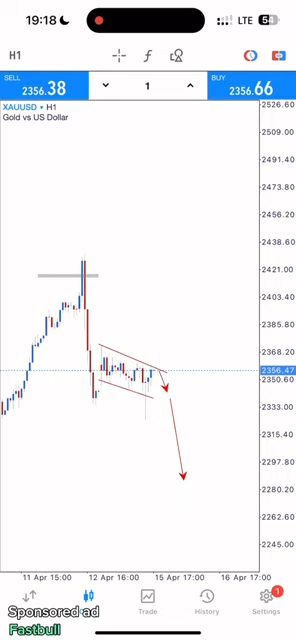 19:18
LTE 54
H1
f
SELL
2356.38
1
BUY
2356.66
XAUUSD • H1
Gold vs US Dollar
2526.60
2509.00
2491.40
2473.80
2456.20
2438.60
2421.00
2403.40
2385.80
2368.20
2356.47
2350.60
2333.00
2315.40
2297.80
2280.20
2262.60
2245.00
11 Apr 15:00
12 Apr 16:00
15 Apr 17:00
16 Apr 17:00
Sponsored ad
Fastbull
Trade
History
Settings
1